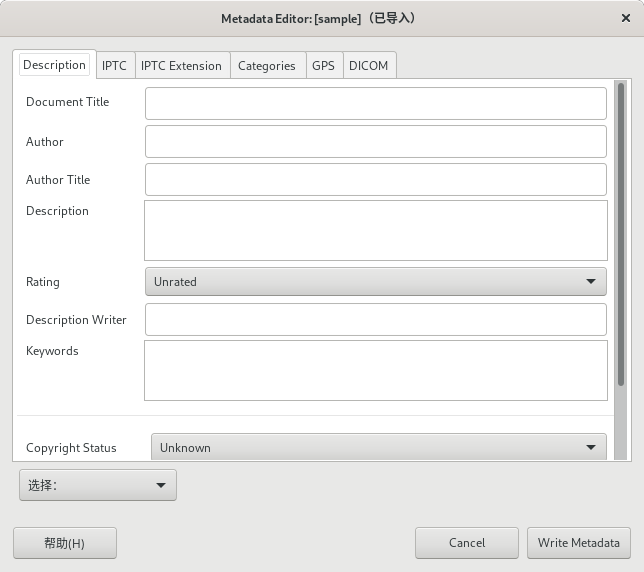 Metadata Editor: [sample]（已导入）
Description IPTC IPTC Extension Categories GPS DICOM
Document Title
Author
Author Title
Description
Rating Unrated
Description Writer
Keywords
Copyright Status Unknown
选择：
帮助(H) Cancel Write Metadata